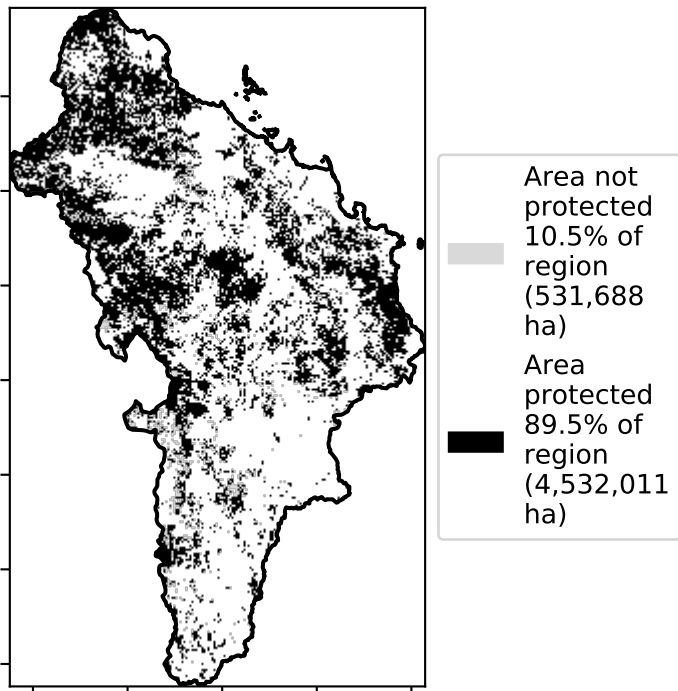 Area not
protected
10.5% of
region
(531,688
ha)
Area
protected
89.5% of
region
(4,532,011
ha)